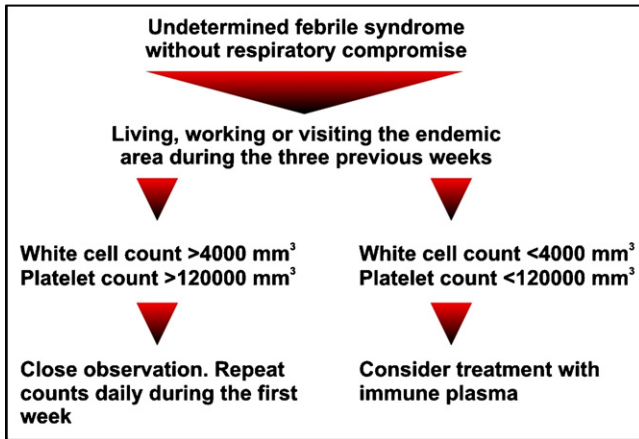 Undetermined febrile syndrome
without respiratory compromise
Living, working or visiting the endemic
area during the three previous weeks
White cell count >4000 mm³
Platelet count >120000 mm³
White cell count <4000 mm³
Platelet count <120000 mm³
Close observation. Repeat
counts daily during the first
week
Consider treatment with
immune plasma